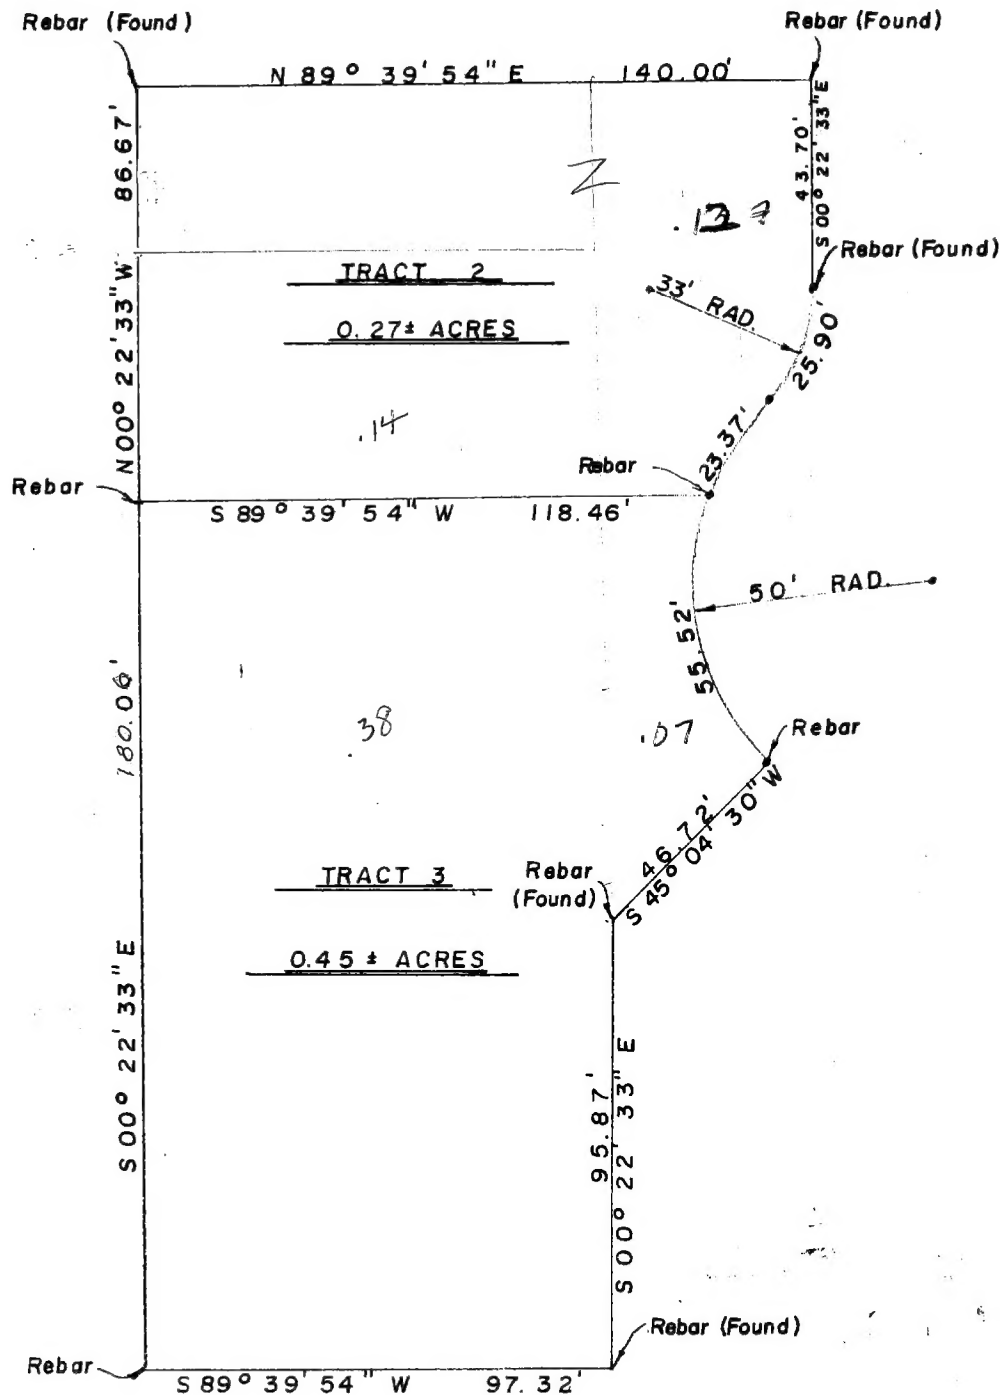 Rebar (Found)
Rebar (Found)
N 89° 39' 54" E 140.00'
86.67'
N 00° 22' 33" W
43.70'
S 00° 22' 33" E
2
Rebar (Found)
TRACT 2
0.27± ACRES
33' RAD.
25.90'
.14
23.37'
Rebar
Rebar
S 89° 39' 54" W 118.46'
50' RAD.
55.52'
180.06'
S 00° 22' 33" E
.38
.07
Rebar
46.72'
S 45° 04' 30" W
TRACT 3
Rebar
(Found)
0.45 ± ACRES
95.87'
S 00° 22' 33" E
Rebar (Found)
Rebar
S 89° 39' 54" W 97.32'